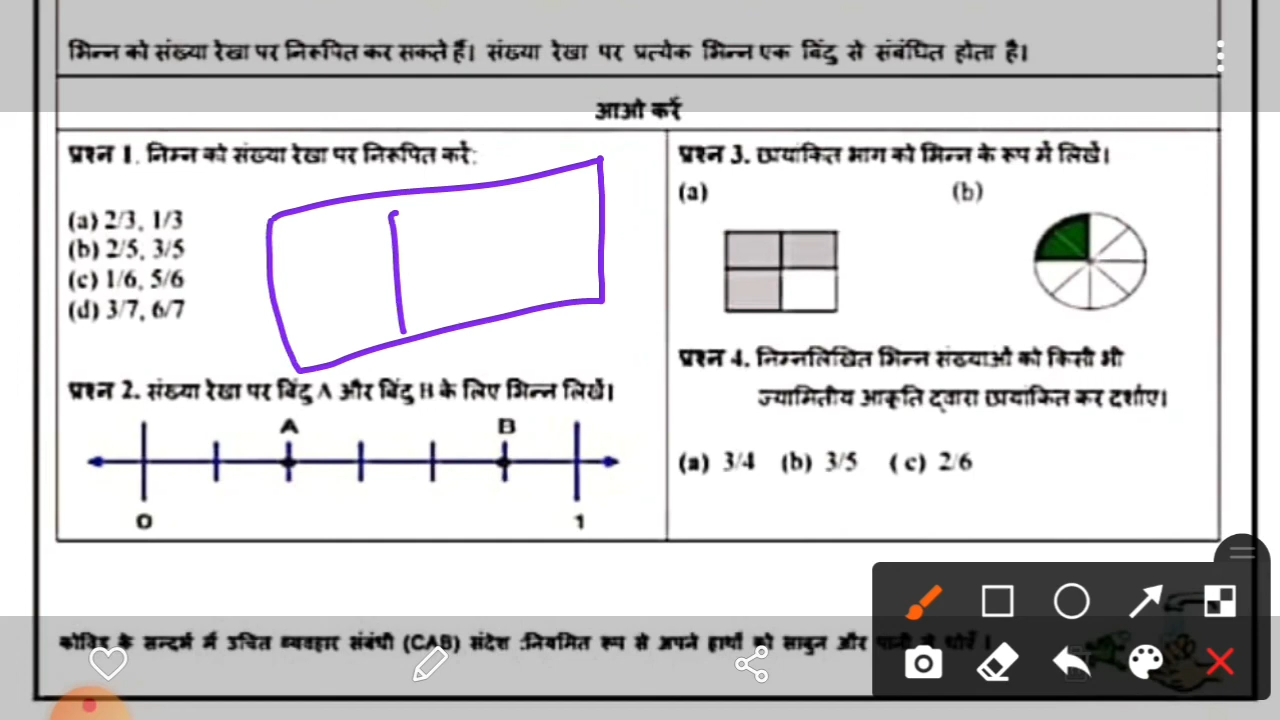 भिन्न को संख्या रेखा पर निरूपित कर सकते हैं। संख्या रेखा पर प्रत्येक भिन्न एक बिंदु से संबंधित होता है।
आओ करें
प्रश्न 1. निम्न को संख्या रेखा पर निरूपित करें:
(a) 2/3, 1/3
(b) 2/5, 3/5
(c) 1/6, 5/6
(d) 3/7, 6/7
प्रश्न 2. संख्या रेखा पर बिंदु A और बिंदु B के लिए भिन्न लिखें।
A B
0 1
प्रश्न 3. छायांकित भाग को भिन्न के रूप में लिखें।
(a) (b)
प्रश्न 4. निम्नलिखित भिन्न संख्याओं को किसी भी
ज्यामितीय आकृति द्वारा छायांकित कर दर्शाए।
(a) 3/4 (b) 3/5 ( c) 2/6
कोविड के सन्दर्भ में उचित व्यवहार संबंधी (CAB) संदेश :नियमित रूप से अपने हाथों को साबुन और पानी से धोयें ।